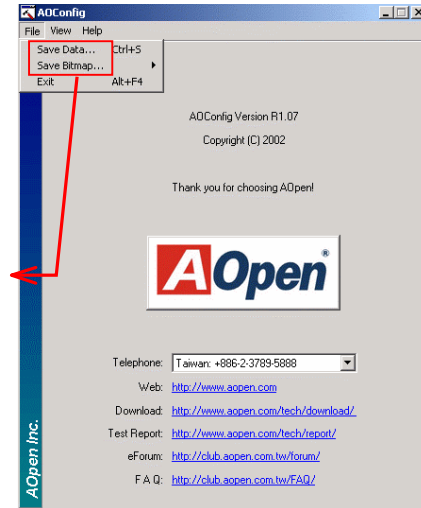 AOConfig
File View Help
Save Data... Ctrl+S
Save Bitmap...
Exit Alt+F4
AOConfig Version R1.07
Copyright (C) 2002
Thank you for choosing AOpen!
AOpen®
Telephone: Taiwan: +886-2-3789-5888
Web: http://www.aopen.com
Download: http://www.aopen.com/tech/download/
Test Report: http://www.aopen.com/tech/report/
eForum: http://club.aopen.com.tw/forum/
F A Q: http://club.aopen.com.tw/FAQ/
AOpen Inc.